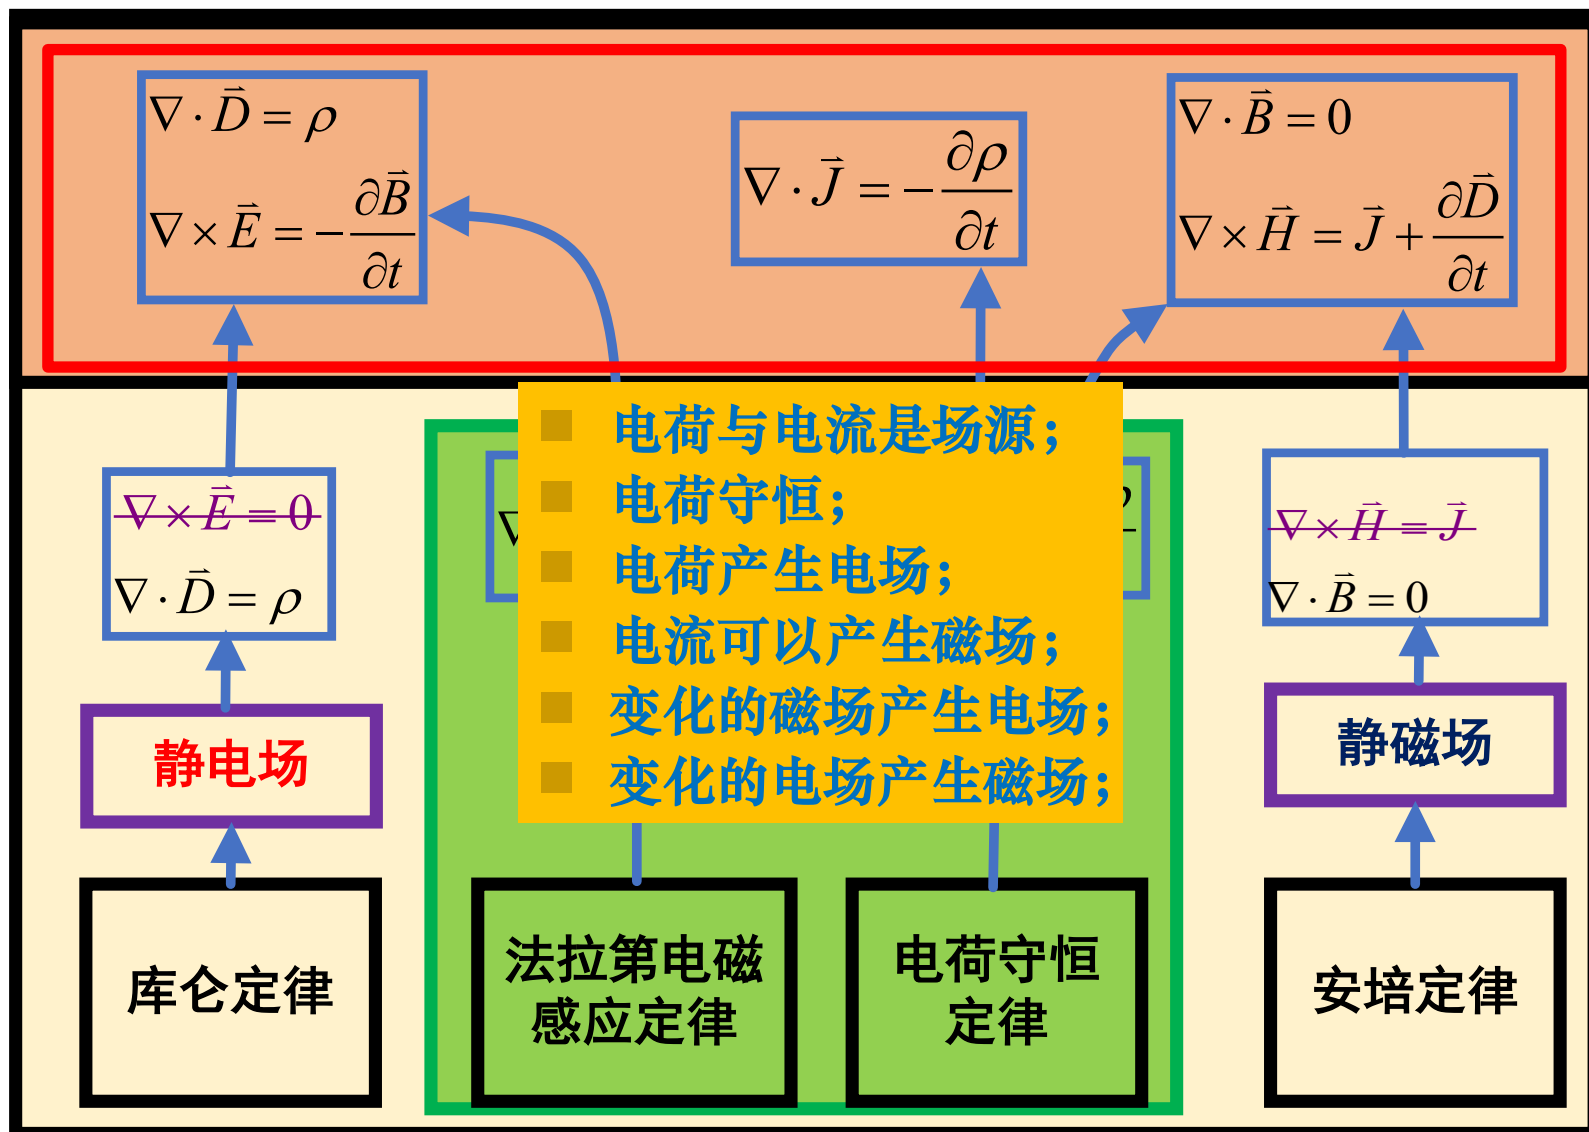 ∇·D⃗ = ρ
∇×E⃗ = −∂B⃗/∂t
∇·J⃗ = −∂ρ/∂t
∇·B⃗ = 0
∇×H⃗ = J⃗ + ∂D⃗/∂t
∇×E⃗ = 0
∇·D⃗ = ρ
■ 电荷与电流是场源；
■ 电荷守恒；
■ 电荷产生电场；
■ 电流可以产生磁场；
■ 变化的磁场产生电场；
■ 变化的电场产生磁场；
∇×H⃗ = J⃗
∇·B⃗ = 0
静电场
静磁场
库仑定律
法拉第电磁
感应定律
电荷守恒
定律
安培定律